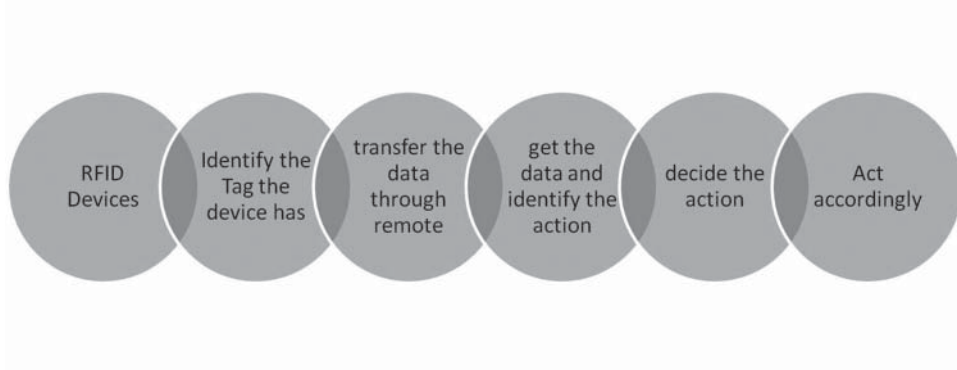 RFID
Devices
Identify the
Tag the
device has
transfer the
data
through
remote
get the
data and
identify the
action
decide the
action
Act
accordingly